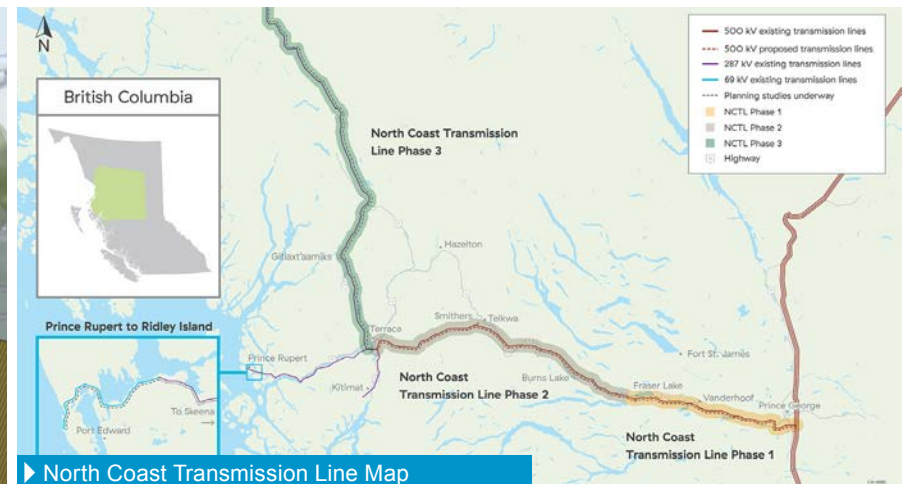 N
British Columbia
500 kV existing transmission lines
500 kV proposed transmission lines
287 kV existing transmission lines
69 kV existing transmission lines
Planning studies underway
NCTL Phase 1
NCTL Phase 2
NCTL Phase 3
Highway
North Coast Transmission
Line Phase 3
Hazelton
Gitlaxt'aamiks
Smithers
Telkwa
Terrace
Prince Rupert to Ridley Island
Prince Rupert
Kitimat
Burns Lake
Fort St. James
Fraser Lake
Vanderhoof
Prince George
North Coast
Transmission Line Phase 2
To Skeena
Port Edward
North Coast
Transmission Line Phase 1
North Coast Transmission Line Map